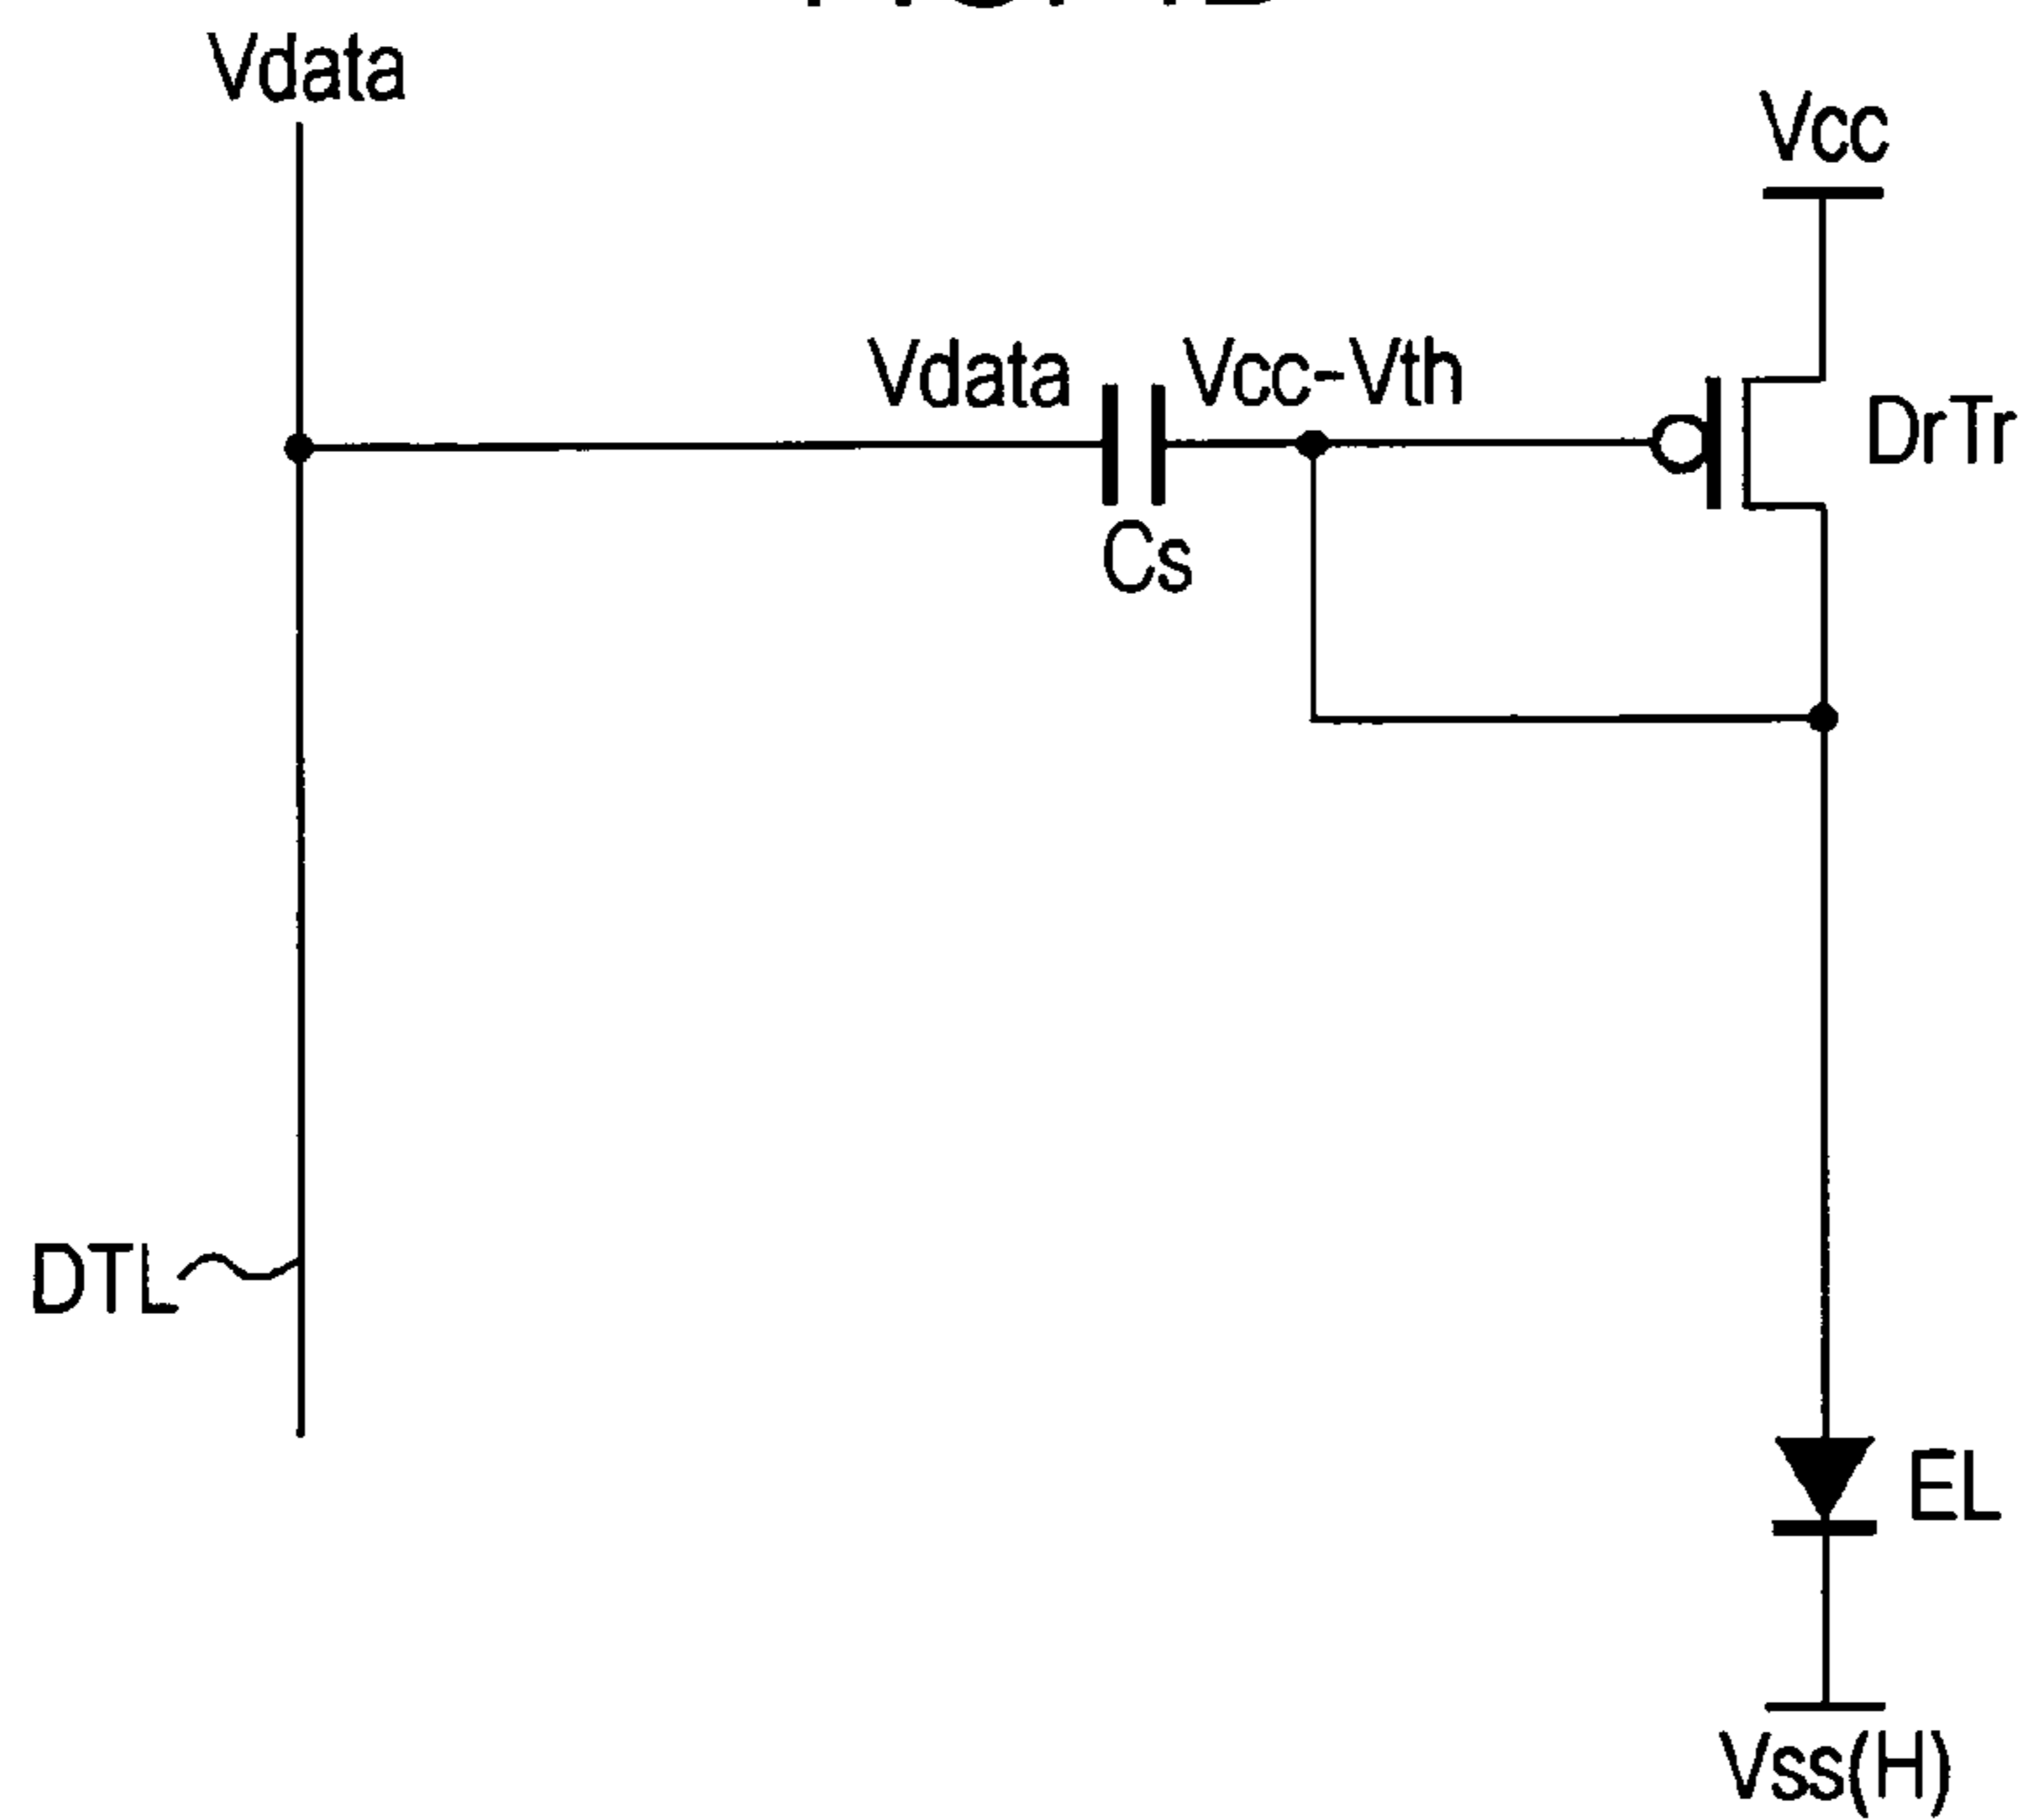 Vdata
Vcc
Vdata
Vcc-Vth
DrTr
Cs
DTL
EL
Vss(H)